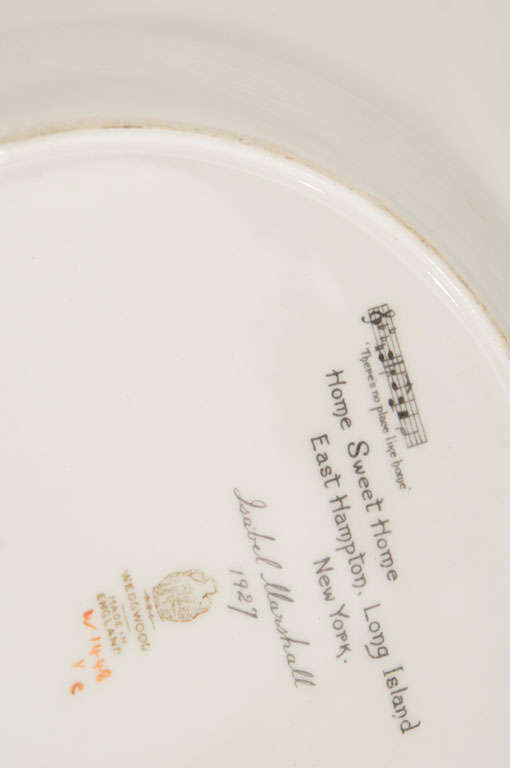 'There's no place like home'
Home Sweet Home
East Hampton, Long Island
New York.
Isabel Marshall
1927
WEDGWOOD
MADE IN
ENGLAND
W1448
Y
C